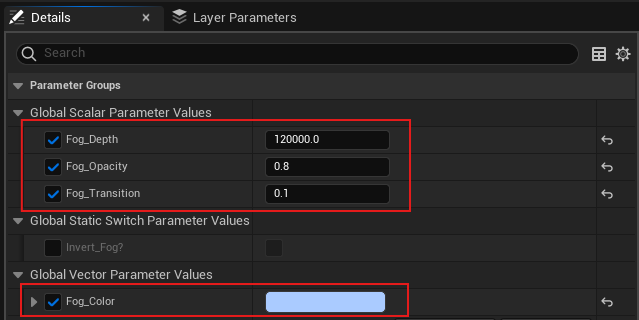 Details × Layer Parameters
Search
Parameter Groups
Global Scalar Parameter Values
Fog_Depth 120000.0
Fog_Opacity 0.8
Fog_Transition 0.1
Global Static Switch Parameter Values
Invert_Fog?
Global Vector Parameter Values
Fog_Color